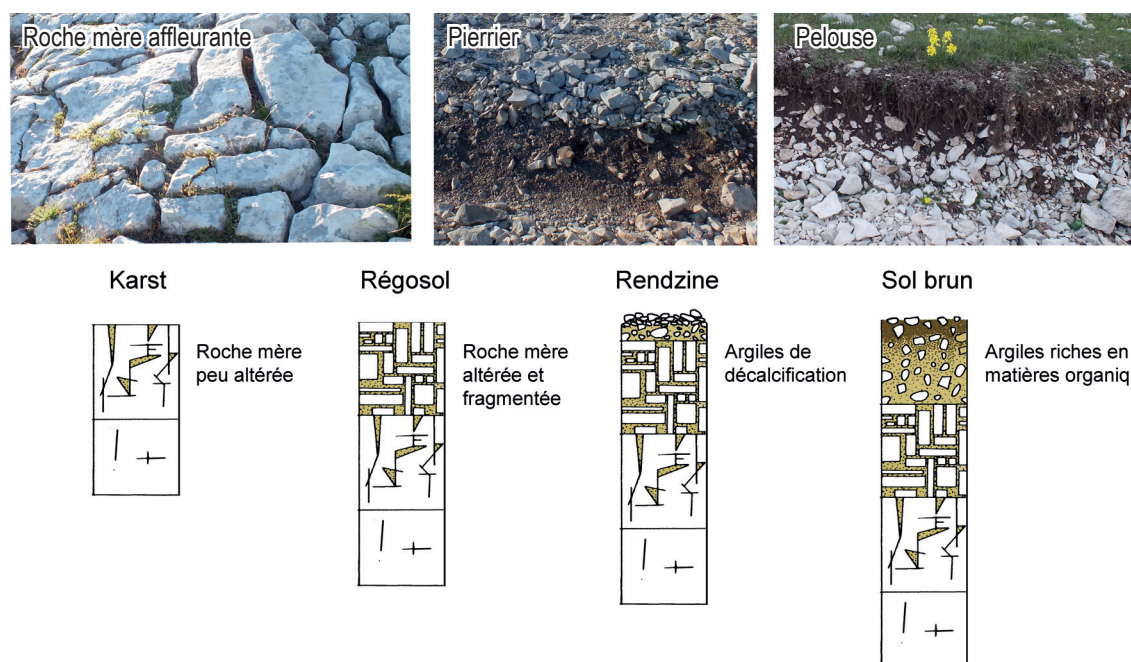 Roche mère affleurante
Pierrier
Pelouse
Karst
Régosol
Rendzine
Sol brun
Roche mère
peu altérée
Roche mère
altérée et
fragmentée
Argiles de
décalcification
Argiles riches en
matières organiq